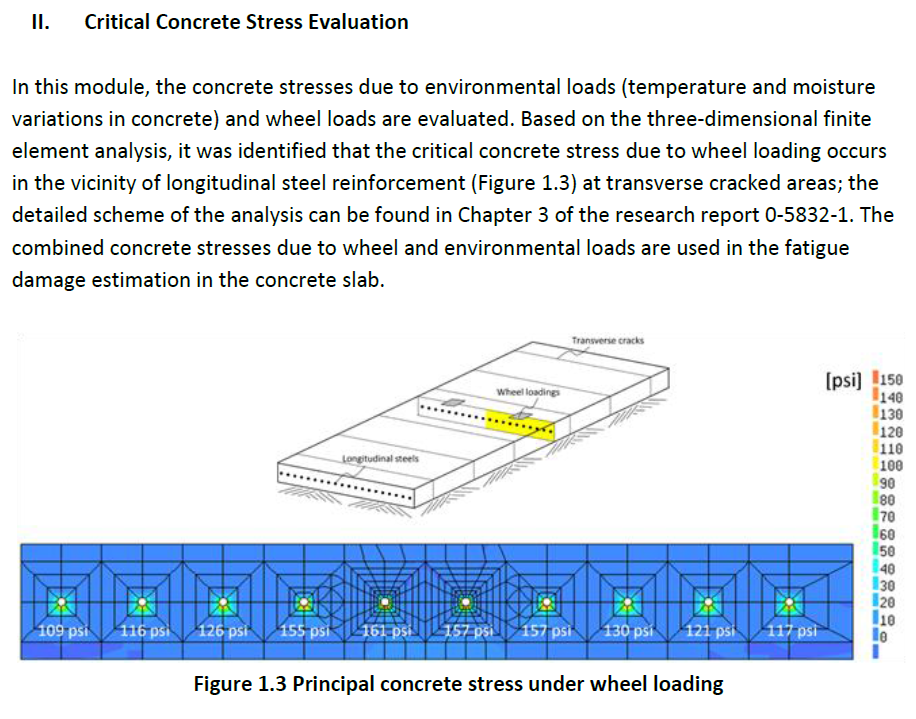 II. Critical Concrete Stress Evaluation
In this module, the concrete stresses due to environmental loads (temperature and moisture
variations in concrete) and wheel loads are evaluated. Based on the three-dimensional finite
element analysis, it was identified that the critical concrete stress due to wheel loading occurs
in the vicinity of longitudinal steel reinforcement (Figure 1.3) at transverse cracked areas; the
detailed scheme of the analysis can be found in Chapter 3 of the research report 0-5832-1. The
combined concrete stresses due to wheel and environmental loads are used in the fatigue
damage estimation in the concrete slab.
Transverse cracks
Wheel loadings
Longitudinal steels
[psi]
150
140
130
120
110
100
90
80
70
60
50
40
30
20
10
0
109 psi 116 psi 126 psi 155 psi 161 psi 157 psi 157 psi 130 psi 121 psi 117 psi
Figure 1.3 Principal concrete stress under wheel loading